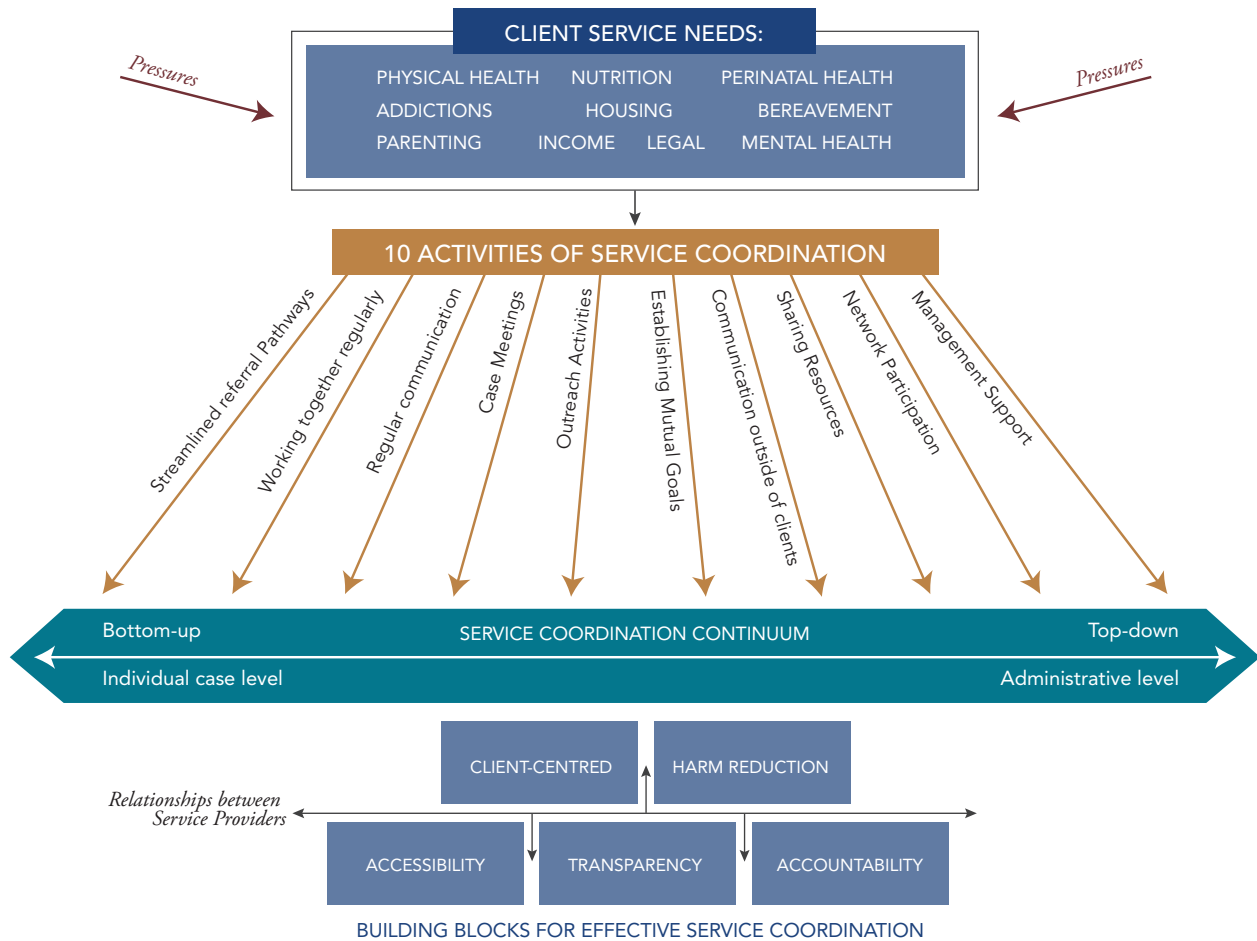 CLIENT SERVICE NEEDS:
Pressures
Pressures
PHYSICAL HEALTH NUTRITION PERINATAL HEALTH
ADDICTIONS HOUSING BEREAVEMENT
PARENTING INCOME LEGAL MENTAL HEALTH
10 ACTIVITIES OF SERVICE COORDINATION
Streamlined referral Pathways
Working together regularly
Regular communication
Case Meetings
Outreach Activities
Establishing Mutual Goals
Communication outside of clients
Sharing Resources
Network Participation
Management Support
Bottom-up SERVICE COORDINATION CONTINUUM Top-down
Individual case level Administrative level
CLIENT-CENTRED HARM REDUCTION
Relationships between
Service Providers
ACCESSIBILITY TRANSPARENCY ACCOUNTABILITY
BUILDING BLOCKS FOR EFFECTIVE SERVICE COORDINATION